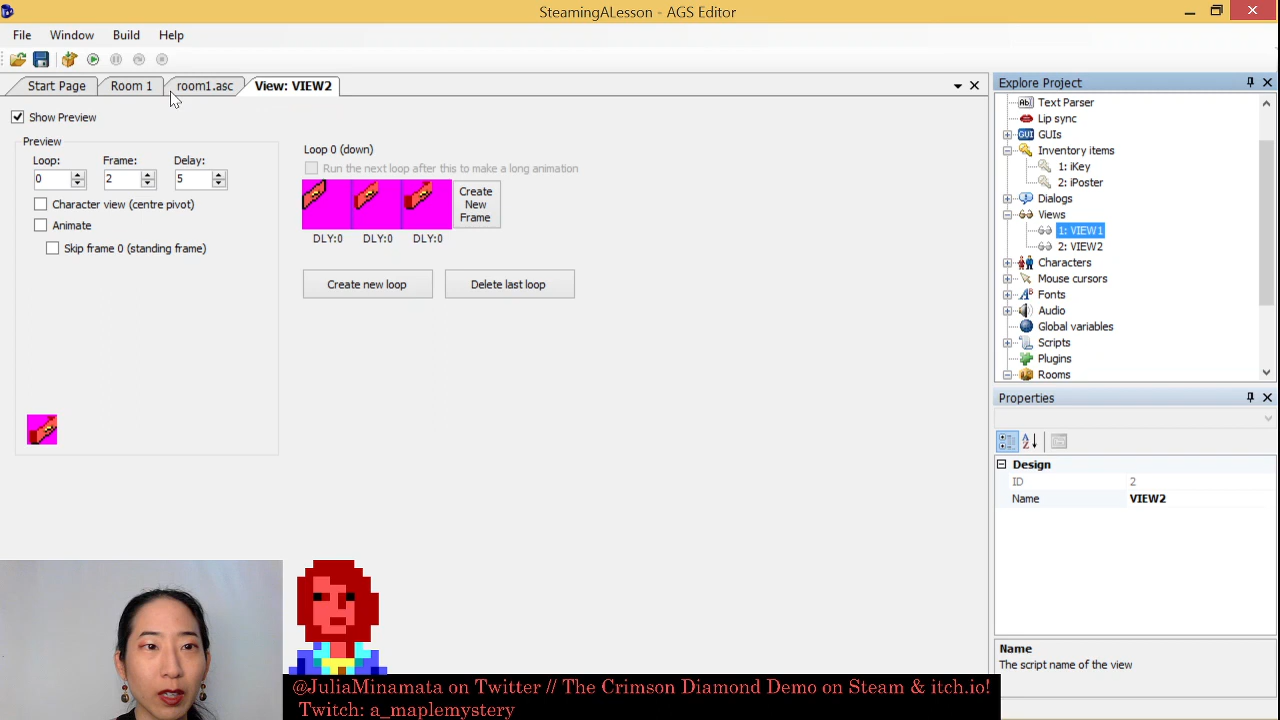 SteamingALesson - AGS Editor
File Window Build Help
Start Page Room 1 room1.asc View: VIEW2
Show Preview
Preview
Loop: Frame: Delay:
0 2 5
Character view (centre pivot)
Animate
Skip frame 0 (standing frame)
Loop 0 (down)
Run the next loop after this to make a long animation
Create
New
Frame
DLY:0 DLY:0 DLY:0
Create new loop Delete last loop
Explore Project
Text Parser
Lip sync
GUIs
Inventory items
1: iKey
2: iPoster
Dialogs
Views
1: VIEW1
2: VIEW2
Characters
Mouse cursors
Fonts
Audio
Global variables
Scripts
Plugins
Rooms
Properties
Design
ID 2
Name VIEW2
Name
The script name of the view
@JuliaMinamata on Twitter // The Crimson Diamond Demo on Steam & itch.io!
Twitch: a_maplemystery